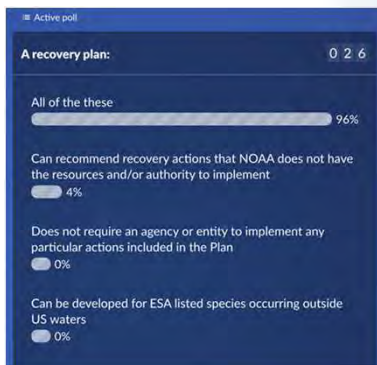 Active poll
A recovery plan: 0 2 6
All of the these
96%
Can recommend recovery actions that NOAA does not have
the resources and/or authority to implement
4%
Does not require an agency or entity to implement any
particular actions included in the Plan
0%
Can be developed for ESA listed species occurring outside
US waters
0%